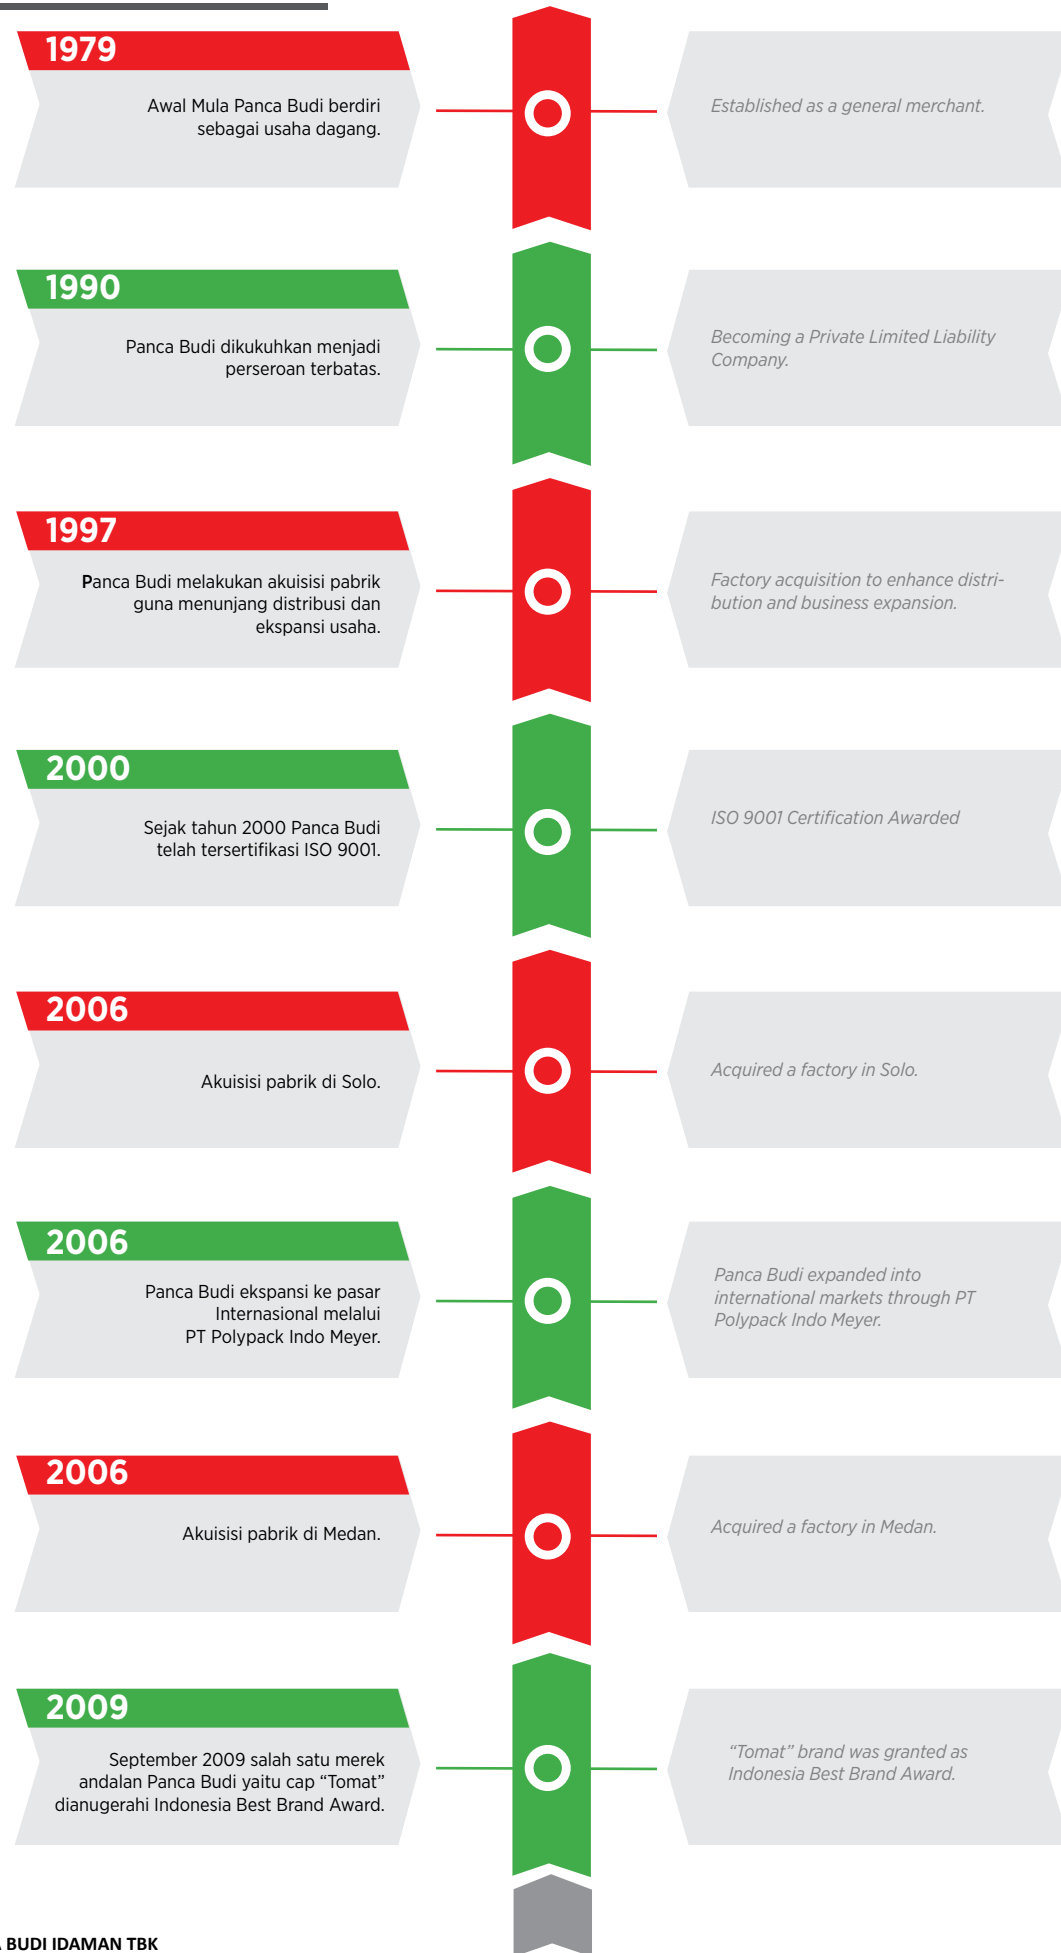 1979
Awal Mula Panca Budi berdiri
sebagai usaha dagang.
Established as a general merchant.
1990
Panca Budi dikukuhkan menjadi
perseroan terbatas.
Becoming a Private Limited Liability
Company.
1997
Panca Budi melakukan akuisisi pabrik
guna menunjang distribusi dan
ekspansi usaha.
Factory acquisition to enhance distri-
bution and business expansion.
2000
Sejak tahun 2000 Panca Budi
telah tersertifikasi ISO 9001.
ISO 9001 Certification Awarded
2006
Akuisisi pabrik di Solo.
Acquired a factory in Solo.
2006
Panca Budi ekspansi ke pasar
Internasional melalui
PT Polypack Indo Meyer.
Panca Budi expanded into
international markets through PT
Polypack Indo Meyer.
2006
Akuisisi pabrik di Medan.
Acquired a factory in Medan.
2009
September 2009 salah satu merek
andalan Panca Budi yaitu cap “Tomat”
dianugerahi Indonesia Best Brand Award.
“Tomat” brand was granted as
Indonesia Best Brand Award.
BUDI IDAMAN TBK